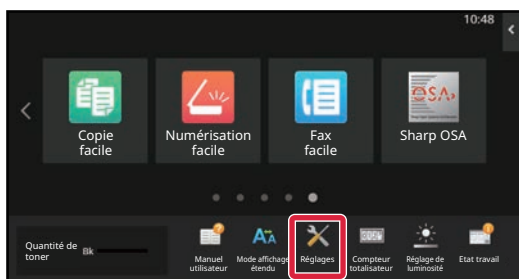 10:48
Copie
facile
Numérisation
facile
Fax
facile
Sharp OSA
Quantité de
toner
Bk
Manuel
utilisateur
Mode affichage
étendu
Réglages
Compteur
totalisateur
Réglage de
luminosité
Etat travail